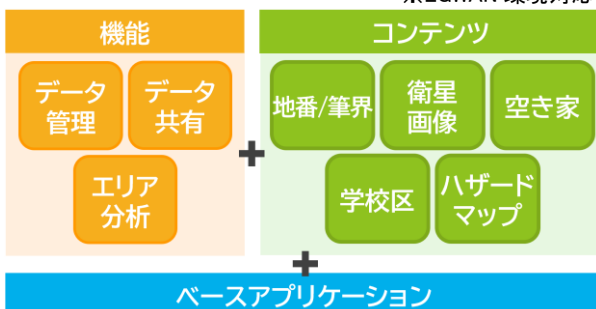 機能
コンテンツ
データ
管理
データ
共有
エリア
分析
地番/筆界
衛星
画像
空き家
学校区
ハザード
マップ
+
+
ベースアプリケーション